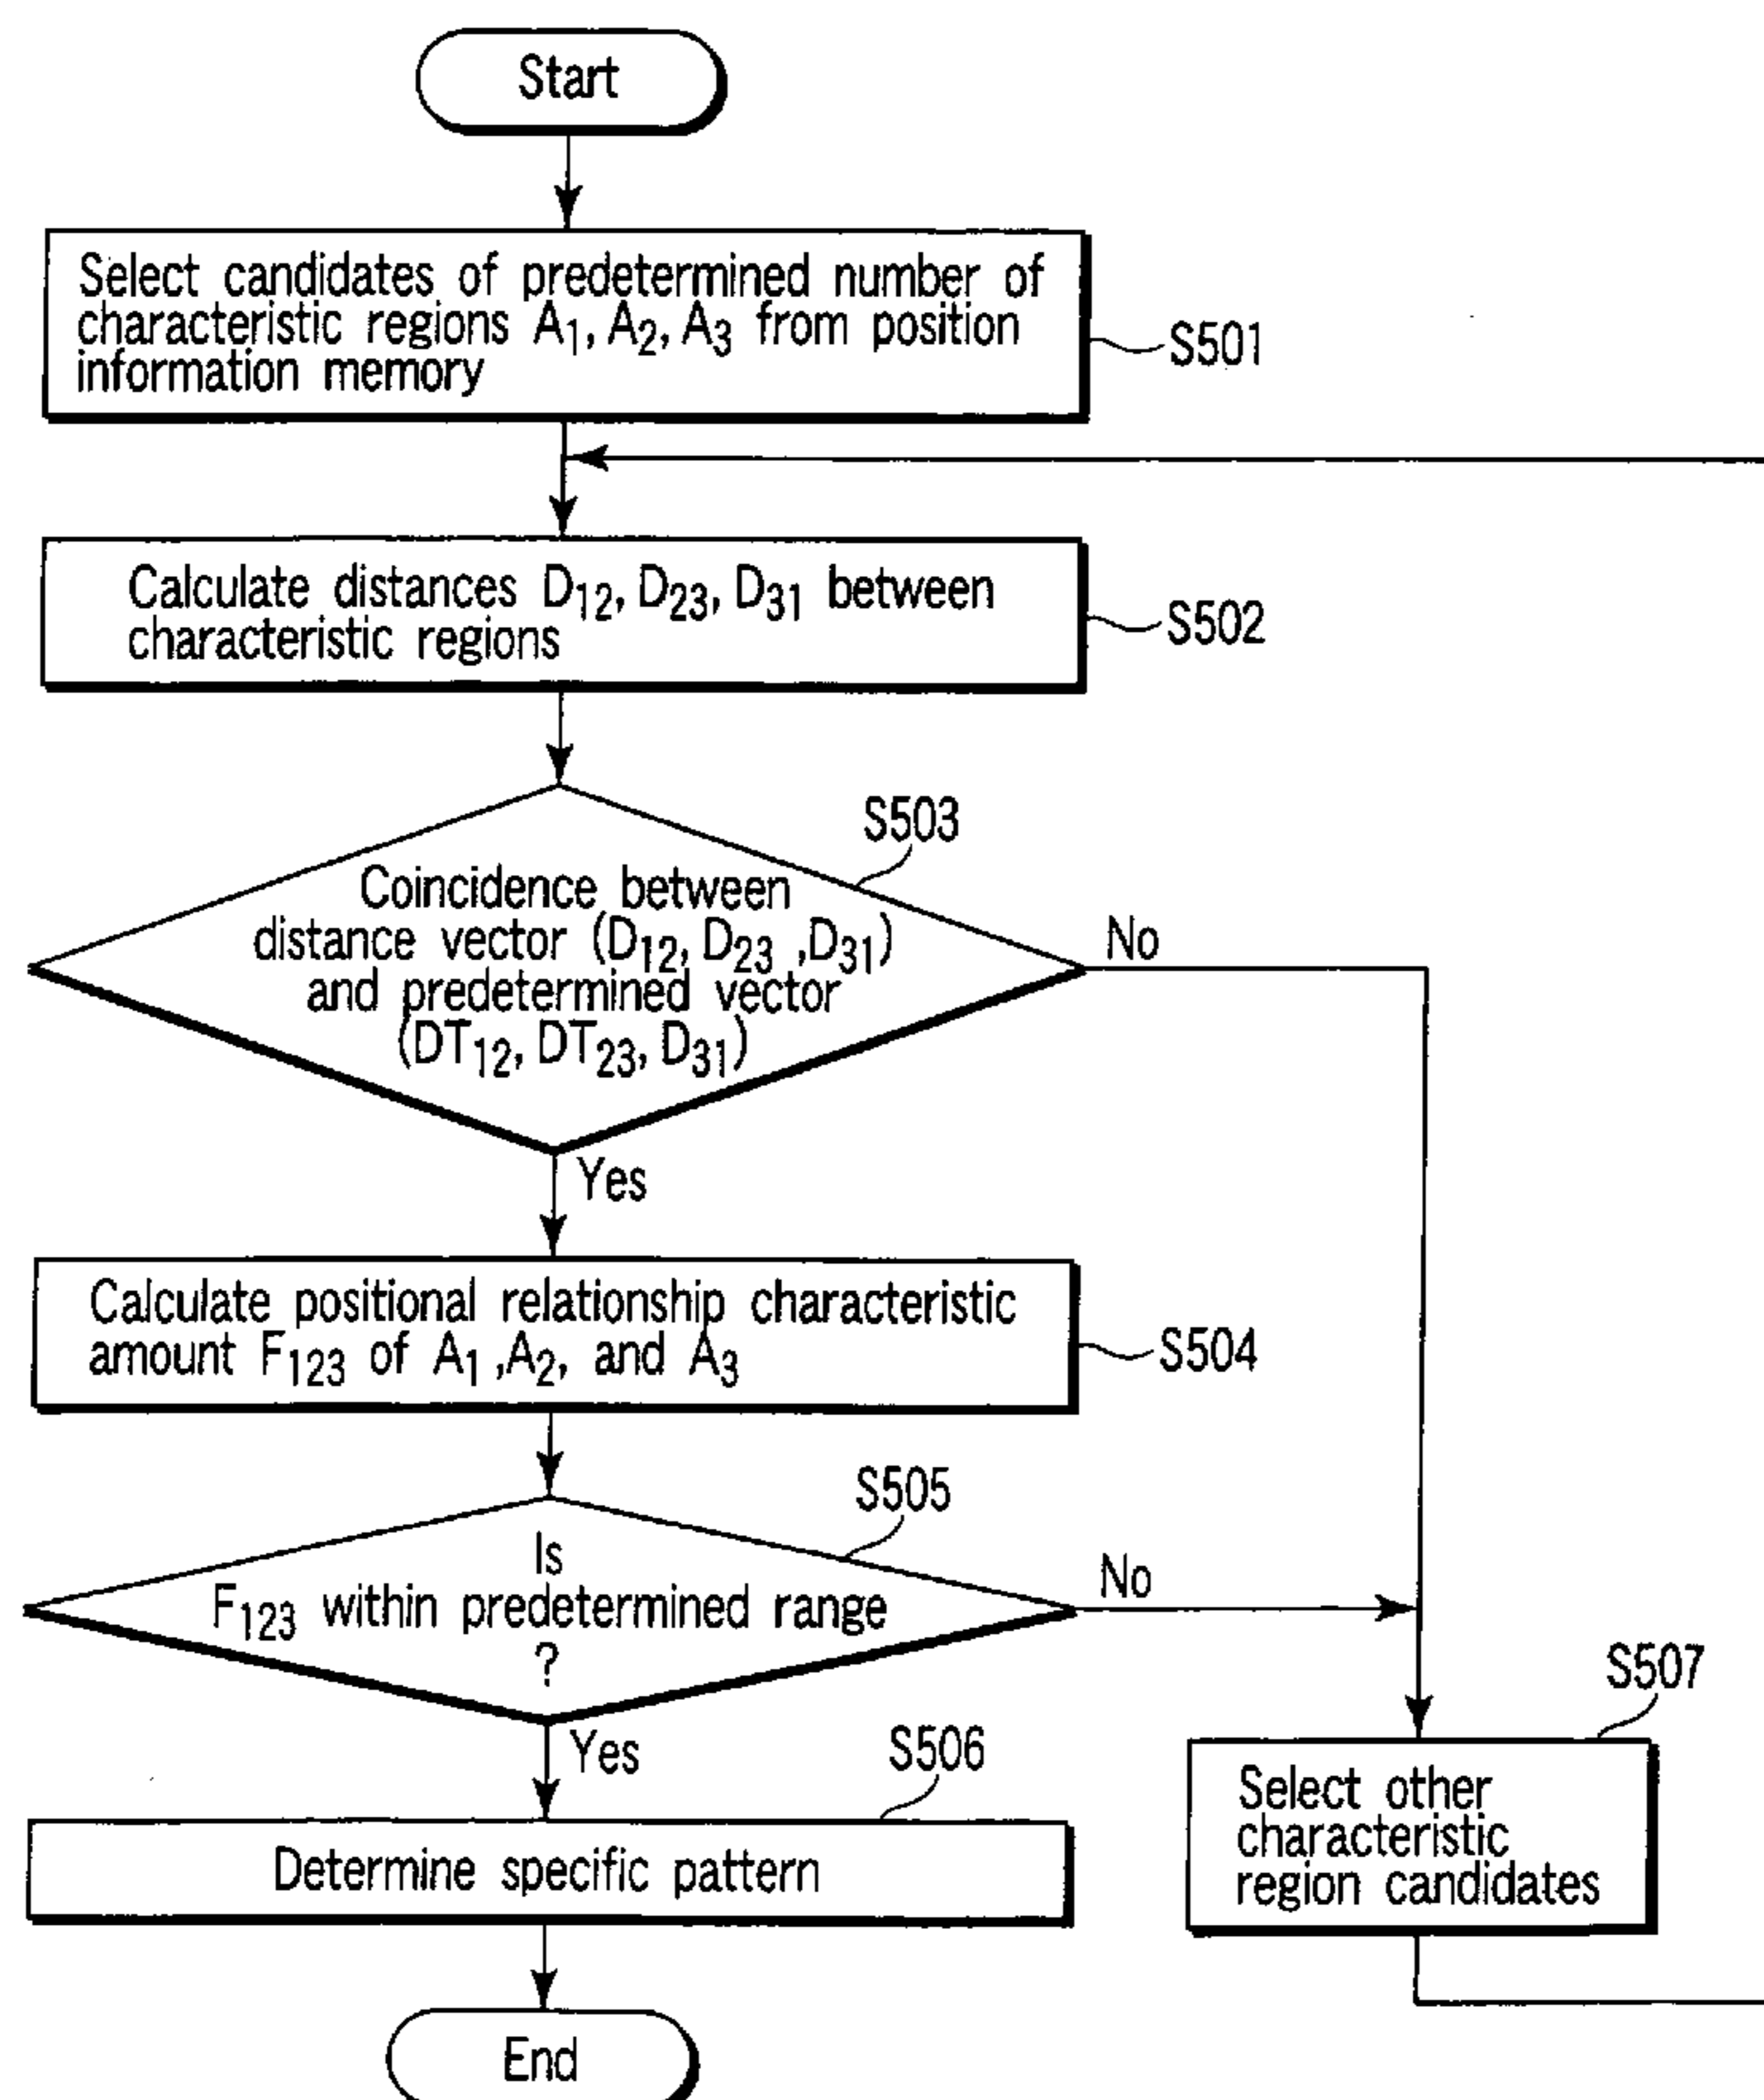 Start
Select candidates of predetermined number of
characteristic regions A₁, A₂, A₃ from position
information memory
S501
Calculate distances D₁₂, D₂₃, D₃₁ between
characteristic regions
S502
S503
Coincidence between
distance vector (D₁₂, D₂₃ ,D₃₁)
and predetermined vector
(DT₁₂, DT₂₃, D₃₁)
No
Yes
Calculate positional relationship characteristic
amount F₁₂₃ of A₁ ,A₂, and A₃
S504
S505
Is
F₁₂₃ within predetermined range
?
No
Yes
S506
Determine specific pattern
S507
Select other
characteristic
region candidates
End